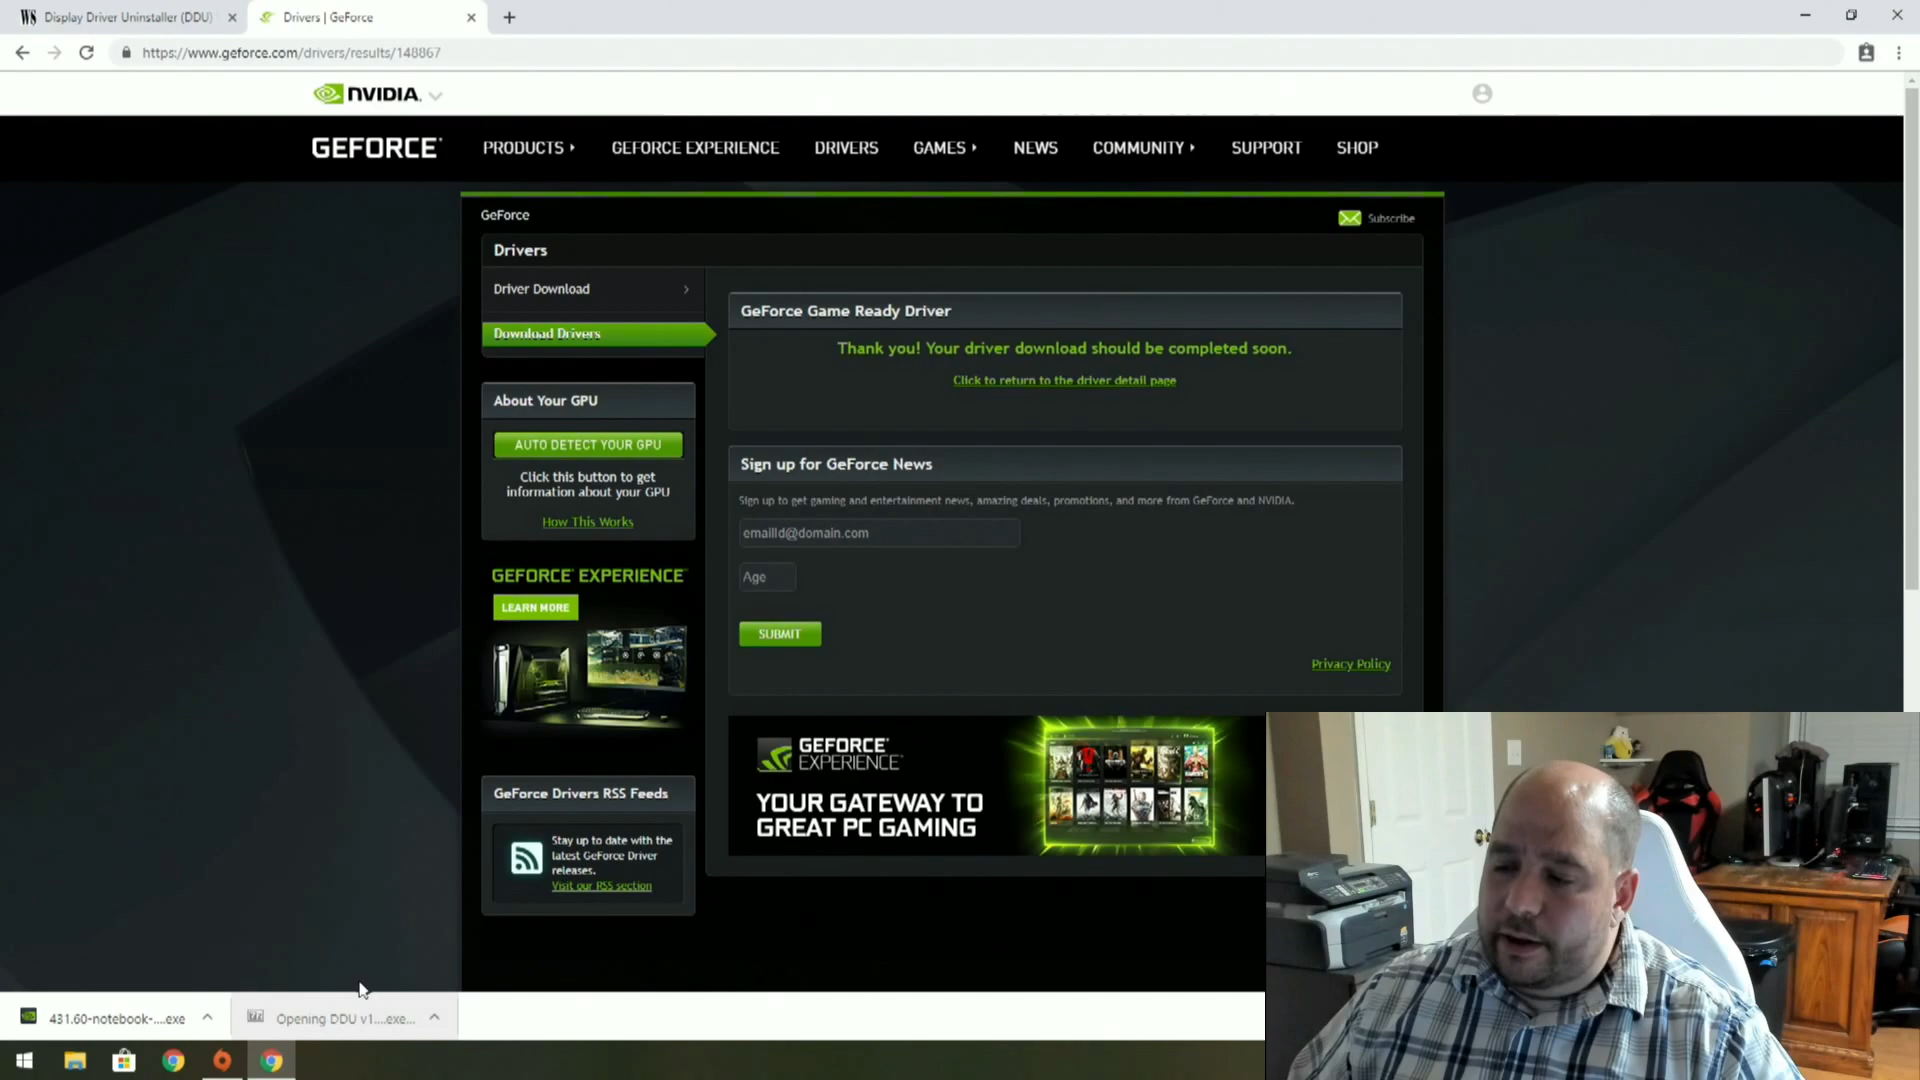 Display Driver Uninstaller (DDU)
Drivers | GeForce
https://www.geforce.com/drivers/results/148867
NVIDIA.
GEFORCE
PRODUCTS
GEFORCE EXPERIENCE
DRIVERS
GAMES
NEWS
COMMUNITY
SUPPORT
SHOP
GeForce
Subscribe
Drivers
Driver Download
Download Drivers
GeForce Game Ready Driver
Thank you! Your driver download should be completed soon.
Click to return to the driver detail page
About Your GPU
AUTO DETECT YOUR GPU
Click this button to get
information about your GPU
How This Works
Sign up for GeForce News
Sign up to get gaming and entertainment news, amazing deals, promotions, and more from GeForce and NVIDIA.
emailId@domain.com
Age
SUBMIT
Privacy Policy
GEFORCE EXPERIENCE
LEARN MORE
GEFORCE
EXPERIENCE
YOUR GATEWAY TO
GREAT PC GAMING
GeForce Drivers RSS Feeds
Stay up to date with the
latest GeForce Driver
releases.
Visit our RSS section
431.60-notebook-....exe
Opening DDU v1....exe...